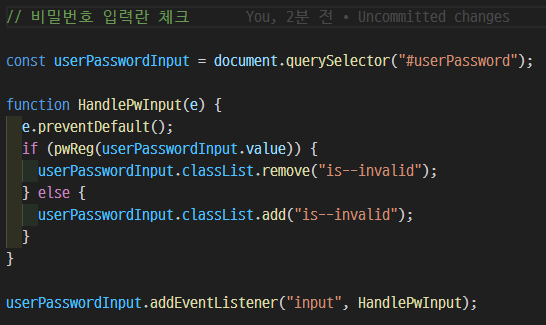 // 비밀번호 입력란 체크 You, 2분 전 • Uncommitted changes
const userPasswordInput = document.querySelector("#userPassword");
function HandlePwInput(e) {
e.preventDefault();
if (pwReg(userPasswordInput.value)) {
userPasswordInput.classList.remove("is--invalid");
} else {
userPasswordInput.classList.add("is--invalid");
}
}
userPasswordInput.addEventListener("input", HandlePwInput);